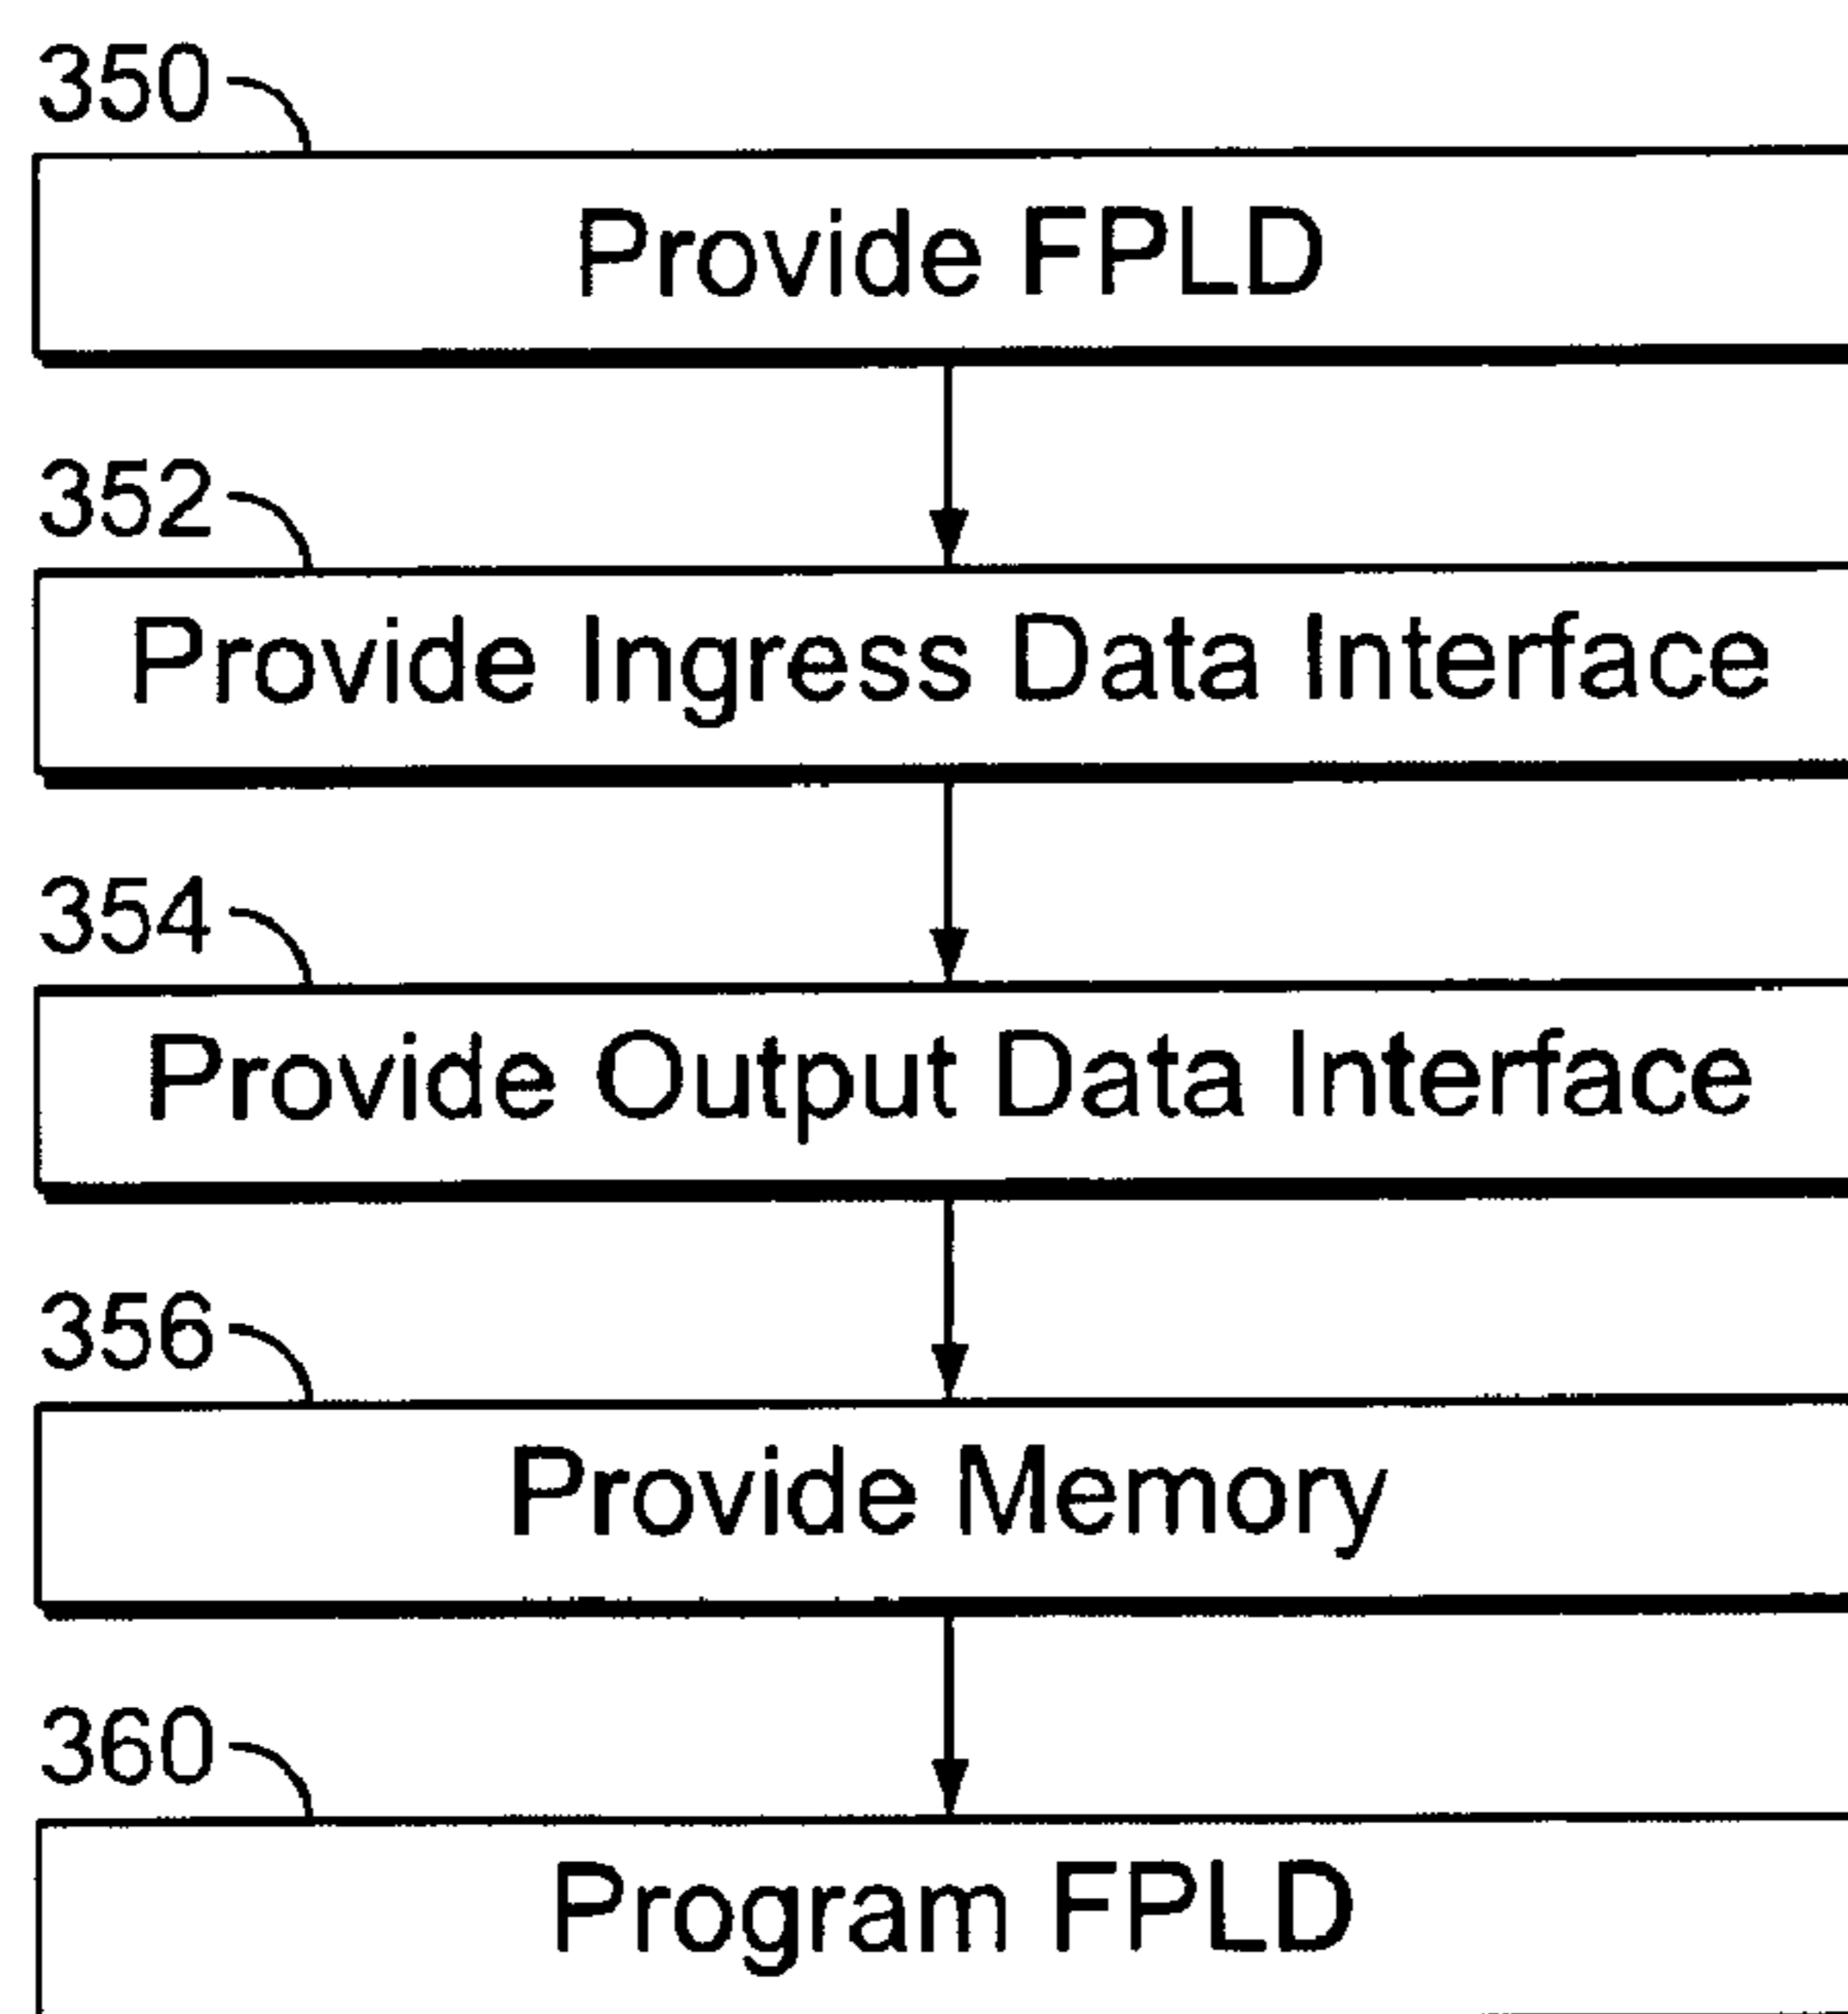 350
Provide FPLD
352
Provide Ingress Data Interface
354
Provide Output Data Interface
356
Provide Memory
360
Program FPLD